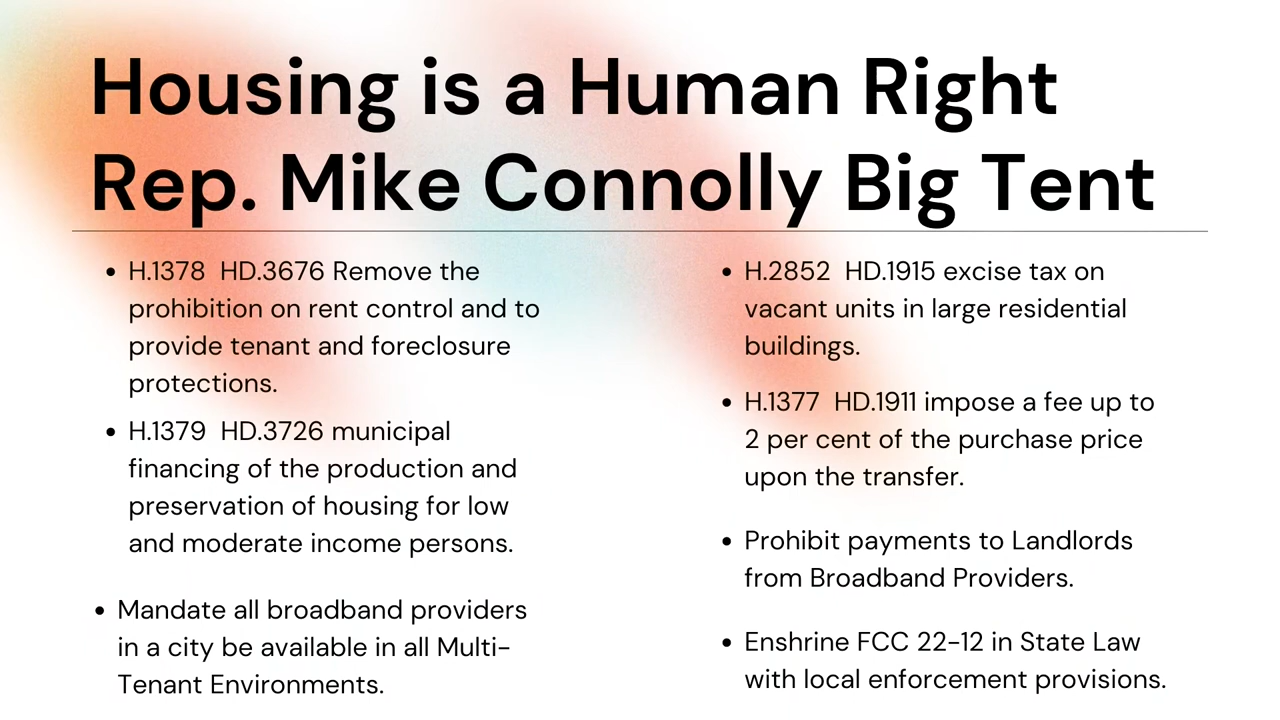 Housing is a Human Right
Rep. Mike Connolly Big Tent
• H.1378 HD.3676 Remove the
prohibition on rent control and to
provide tenant and foreclosure
protections.
• H.1379 HD.3726 municipal
financing of the production and
preservation of housing for low
and moderate income persons.
• Mandate all broadband providers
in a city be available in all Multi-
Tenant Environments.
• H.2852 HD.1915 excise tax on
vacant units in large residential
buildings.
• H.1377 HD.1911 impose a fee up to
2 per cent of the purchase price
upon the transfer.
• Prohibit payments to Landlords
from Broadband Providers.
• Enshrine FCC 22-12 in State Law
with local enforcement provisions.